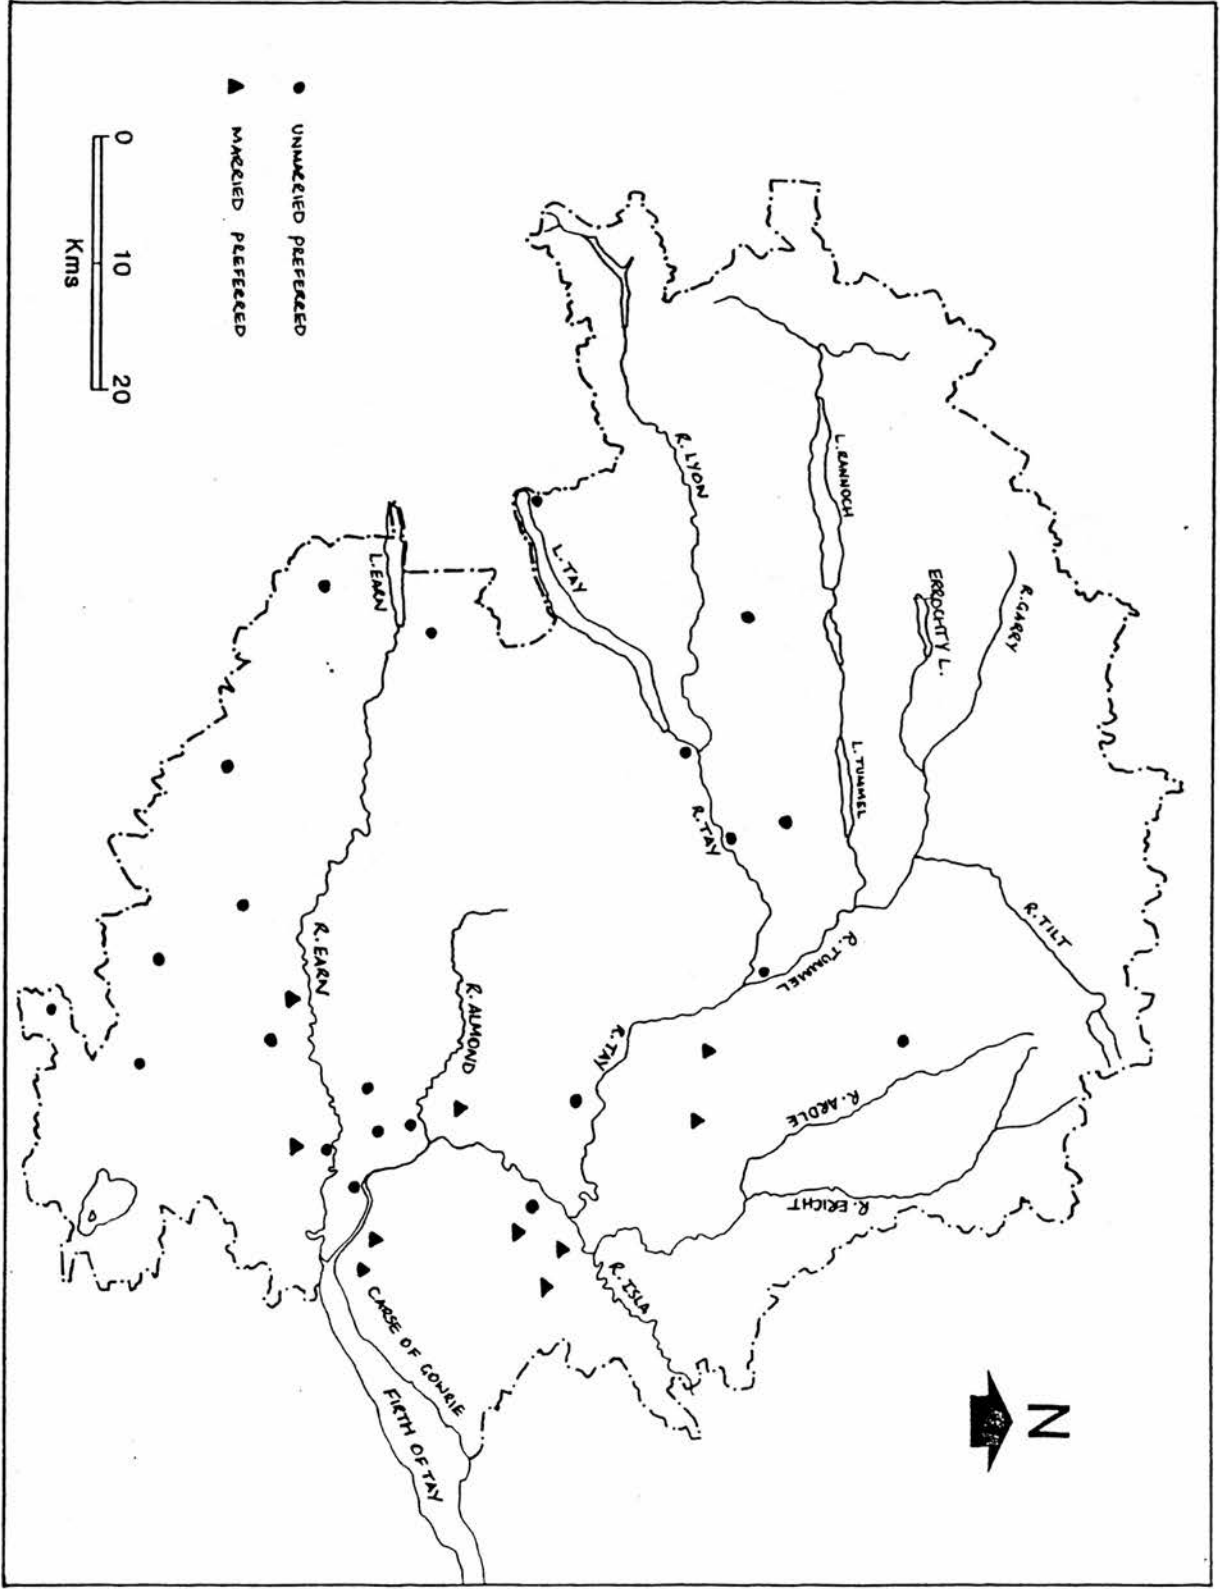 N
R. GARRY
ERROCHTY L.
R. TILT
L. RANNOCH
L. TUMMEL
R. TUMMEL
R. LYON
R. TAY
L. TAY
R. TAY
R. ARDLE
R. ERICHT
R. ISLA
R. ALMOND
L. EARN
R. EARN
CARSE OF GOWRIE
FIRTH OF TAY
UNMARRIED PREFERRED
MARRIED PREFERRED
0 10 20
Kms